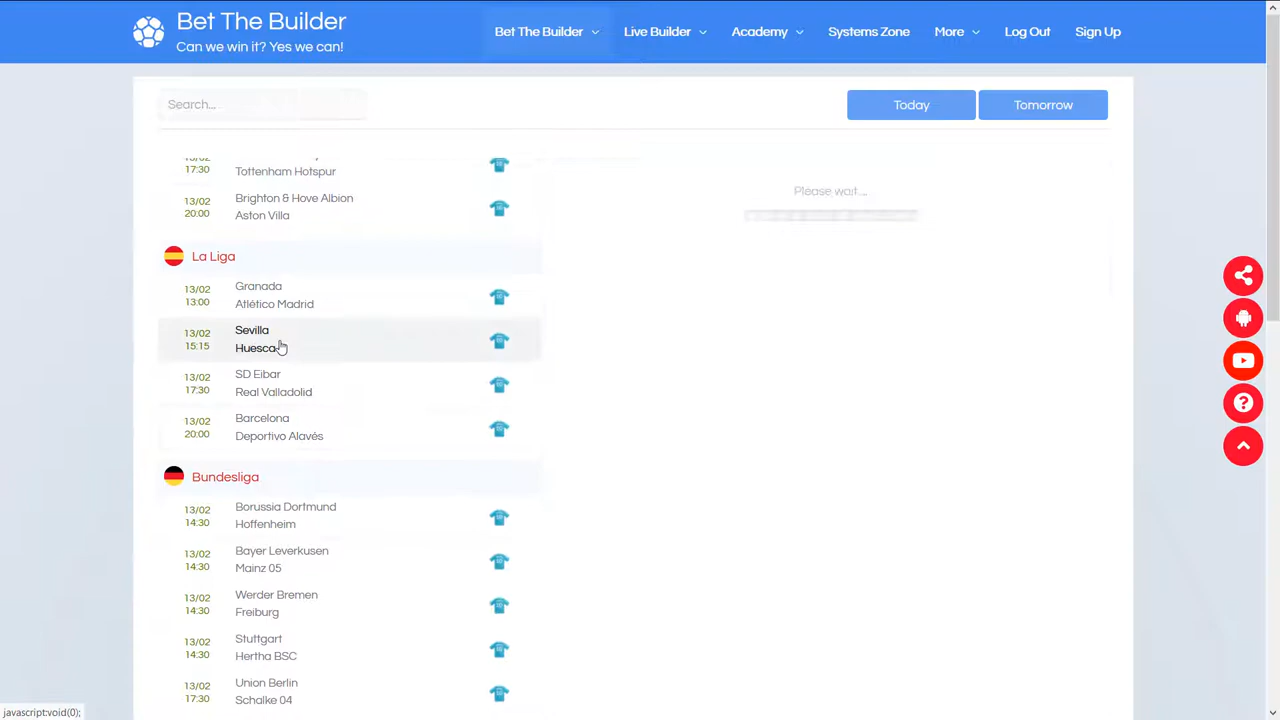 Bet The Builder
Can we win it? Yes we can!
Bet The Builder
Live Builder
Academy
Systems Zone
More
Log Out
Sign Up
Search...
Today
Tomorrow
Please wait ...
13/02
17:30
Tottenham Hotspur
13/02
20:00
Brighton & Hove Albion
Aston Villa
La Liga
13/02
13:00
Granada
Atlético Madrid
13/02
15:15
Sevilla
Huesca
13/02
17:30
SD Eibar
Real Valladolid
13/02
20:00
Barcelona
Deportivo Alavés
Bundesliga
13/02
14:30
Borussia Dortmund
Hoffenheim
13/02
14:30
Bayer Leverkusen
Mainz 05
13/02
14:30
Werder Bremen
Freiburg
13/02
14:30
Stuttgart
Hertha BSC
13/02
17:30
Union Berlin
Schalke 04
javascript:void(0);